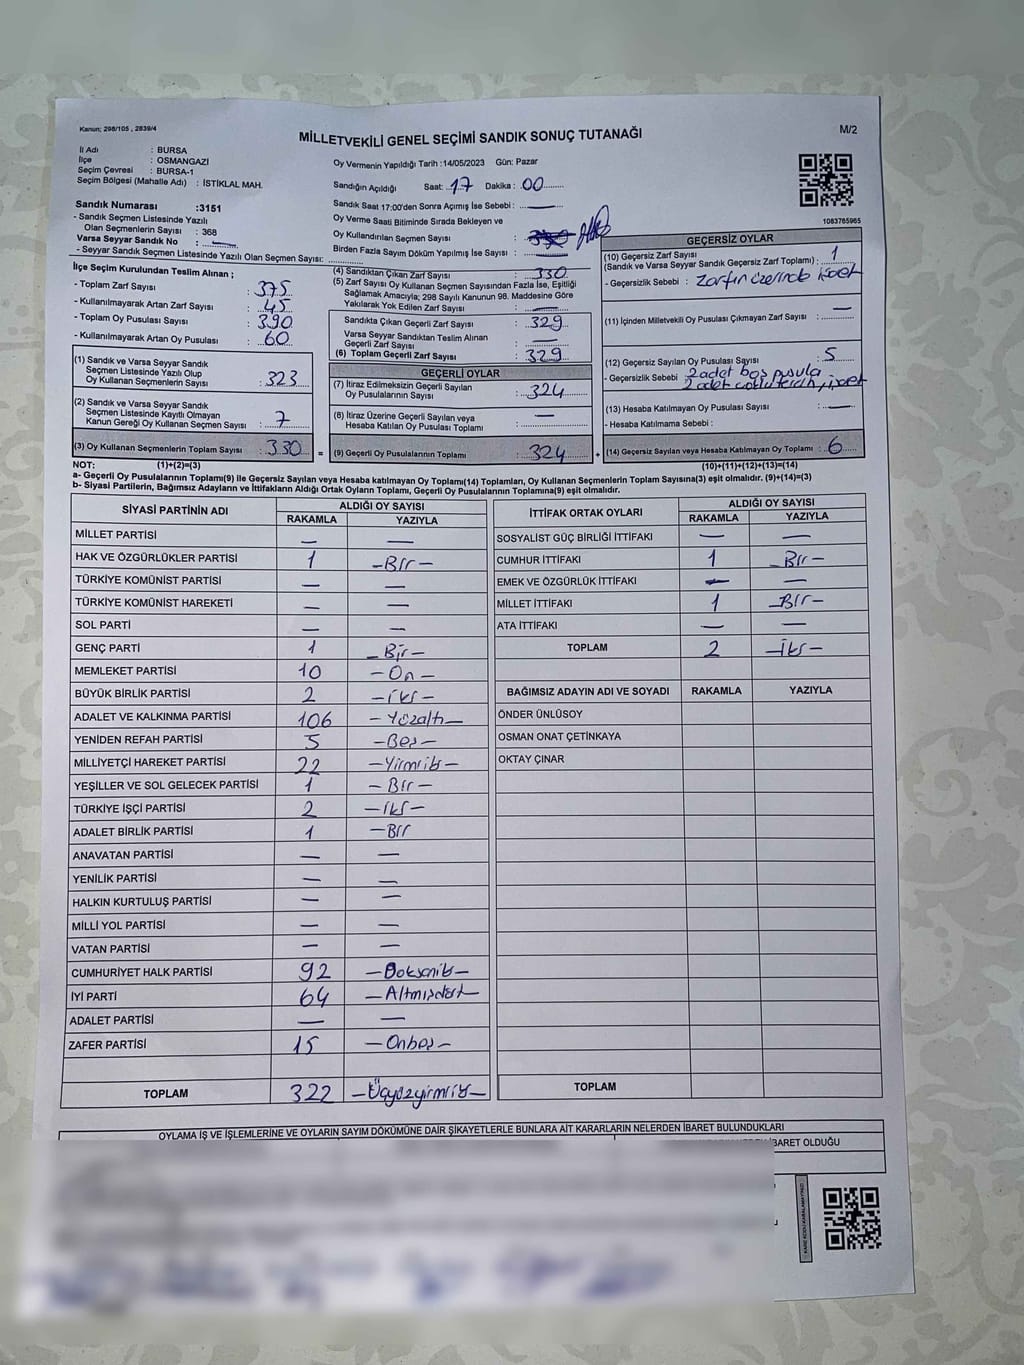 Kanun; 298/105 , 2839/4
MİLLETVEKİLİ GENEL SEÇİMİ SANDIK SONUÇ TUTANAĞI
M/2
İl Adı : BURSA
İlçe : OSMANGAZİ
Seçim Çevresi : BURSA-1
Seçim Bölgesi (Mahalle Adı) : İSTİKLAL MAH.
Oy Vermenin Yapıldığı Tarih :14/05/2023 Gün: Pazar
Sandığın Açıldığı Saat: 17 Dakika : 00
Sandık Saat 17:00'den Sonra Açımış İse Sebebi : —
Oy Verme Saati Bitiminde Sırada Bekleyen ve
Oy Kullandırılan Seçmen Sayısı :
Birden Fazla Sayım Döküm Yapılmış İse Sayısı : —
1083765965
Sandık Numarası :3151
- Sandık Seçmen Listesinde Yazılı
Olan Seçmenlerin Sayısı : 368
Varsa Seyyar Sandık No : —
- Seyyar Sandık Seçmen Listesinde Yazılı Olan Seçmen Sayısı:
İlçe Seçim Kurulundan Teslim Alınan ;
- Toplam Zarf Sayısı : 375
- Kullanılmayarak Artan Zarf Sayısı : 45
- Toplam Oy Pusulası Sayısı : 390
- Kullanılmayarak Artan Oy Pusulası : 60
(1) Sandık ve Varsa Seyyar Sandık
Seçmen Listesinde Yazılı Olup
Oy Kullanan Seçmenlerin Sayısı : 323
(2) Sandık ve Varsa Seyyar Sandık
Seçmen Listesinde Kayıtlı Olmayan
Kanun Gereği Oy Kullanan Seçmen Sayısı : 7
(3) Oy Kullanan Seçmenlerin Toplam Sayısı : 330 =
(4) Sandıktan Çıkan Zarf Sayısı : 330
(5) Zarf Sayısı Oy Kullanan Seçmen Sayısından Fazla İse, Eşitliği
Sağlamak Amacıyla; 298 Sayılı Kanunun 98. Maddesine Göre
Yakılarak Yok Edilen Zarf Sayısı : —
Sandıkta Çıkan Geçerli Zarf Sayısı : 329
Varsa Seyyar Sandıktan Teslim Alınan
Geçerli Zarf Sayısı : —
(6) Toplam Geçerli Zarf Sayısı : 329
GEÇERLİ OYLAR
(7) İtiraz Edilmeksizin Geçerli Sayılan
Oy Pusulalarının Sayısı : 324
(8) İtiraz Üzerine Geçerli Sayılan veya
Hesaba Katılan Oy Pusulası Toplamı : —
(9) Geçerli Oy Pusulalarının Toplamı : 324 +
GEÇERSİZ OYLAR
(10) Geçersiz Zarf Sayısı
(Sandık ve Varsa Seyyar Sandık Geçersiz Zarf Toplamı) : 1
- Geçersizlik Sebebi : Zarfın üzerinde işaret
(11) İçinden Milletvekili Oy Pusulası Çıkmayan Zarf Sayısı : —
(12) Geçersiz Sayılan Oy Pusulası Sayısı : 5
- Geçersizlik Sebebi 2 adet boş pusula
2 adet
(13) Hesaba Katılmayan Oy Pusulası Sayısı : —
- Hesaba Katılmama Sebebi :
(14) Geçersiz Sayılan veya Hesaba Katılmayan Oy Toplamı : 6
NOT: (1)+(2)=(3) (10)+(11)+(12)+(13)=(14)
a- Geçerli Oy Pusulalarının Toplamı(9) ile Geçersiz Sayılan veya Hesaba katılmayan Oy Toplamı(14) Toplamları, Oy Kullanan Seçmenlerin Toplam Sayısına(3) eşit olmalıdır. (9)+(14)=(3)
b- Siyasi Partilerin, Bağımsız Adayların ve İttifakların Aldığı Ortak Oyların Toplamı, Geçerli Oy Pusulalarının Toplamına(9) eşit olmalıdır.
SİYASİ PARTİNİN ADI ALDIĞI OY SAYISI
RAKAMLA YAZIYLA
MİLLET PARTİSİ — —
HAK VE ÖZGÜRLÜKLER PARTİSİ 1 -Bir-
TÜRKİYE KOMÜNİST PARTİSİ — —
TÜRKİYE KOMÜNİST HAREKETİ — —
SOL PARTİ — —
GENÇ PARTİ 1 -Bir-
MEMLEKET PARTİSİ 10 -On-
BÜYÜK BİRLİK PARTİSİ 2 -iki-
ADALET VE KALKINMA PARTİSİ 106 -Yüzaltı-
YENİDEN REFAH PARTİSİ 5 -Beş-
MİLLİYETÇİ HAREKET PARTİSİ 22 -Yirmiiki-
YEŞİLLER VE SOL GELECEK PARTİSİ 1 -Bir-
TÜRKİYE İŞÇİ PARTİSİ 2 -iki-
ADALET BİRLİK PARTİSİ 1 -Bir
ANAVATAN PARTİSİ — —
YENİLİK PARTİSİ — —
HALKIN KURTULUŞ PARTİSİ — —
MİLLİ YOL PARTİSİ — —
VATAN PARTİSİ — —
CUMHURİYET HALK PARTİSİ 92 -Doksaniki-
İYİ PARTİ 64 -Altmışdört-
ADALET PARTİSİ — —
ZAFER PARTİSİ 15 -Onbeş-
TOPLAM 322 -Üçyüzyirmiiki-
İTTİFAK ORTAK OYLARI ALDIĞI OY SAYISI
RAKAMLA YAZIYLA
SOSYALİST GÜÇ BİRLİĞİ İTTİFAKI — —
CUMHUR İTTİFAKI 1 -Bir-
EMEK VE ÖZGÜRLÜK İTTİFAKI — —
MİLLET İTTİFAKI 1 -Bir-
ATA İTTİFAKI — —
TOPLAM 2 -iki-
BAĞIMSIZ ADAYIN ADI VE SOYADI RAKAMLA YAZIYLA
ÖNDER ÜNLÜSOY
OSMAN ONAT ÇETİNKAYA
OKTAY ÇINAR
TOPLAM
OYLAMA İŞ VE İŞLEMLERİNE VE OYLARIN SAYIM DÖKÜMÜNE DAİR ŞİKAYETLERLE BUNLARA AİT KARARLARIN NELERDEN İBARET BULUNDUKLARI
BARET OLDUĞU